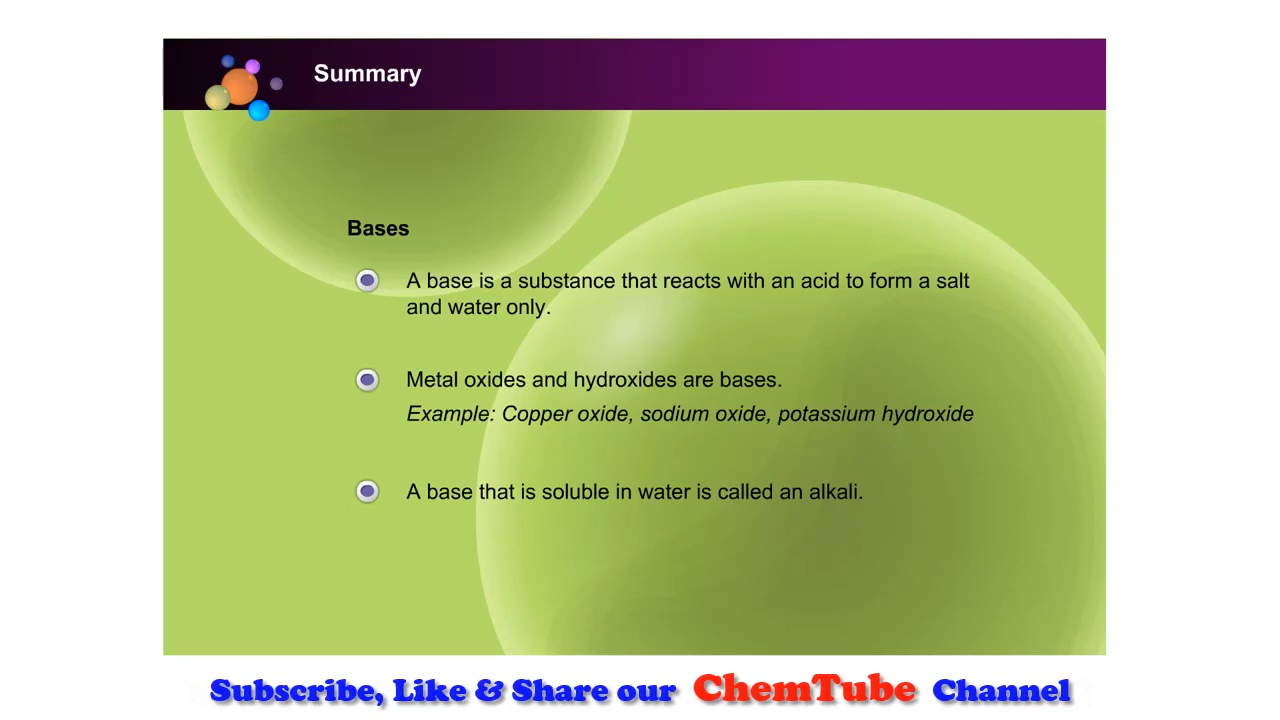 Summary
Bases
A base is a substance that reacts with an acid to form a salt
and water only.
Metal oxides and hydroxides are bases.
Example: Copper oxide, sodium oxide, potassium hydroxide
A base that is soluble in water is called an alkali.
Subscribe, Like & Share our ChemTube Channel